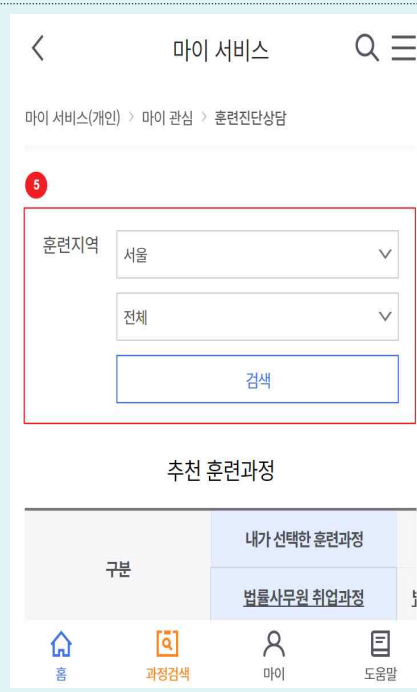 마이 서비스
마이 서비스(개인) > 마이 관심 > 훈련진단상담
5
훈련지역
서울
전체
검색
추천 훈련과정
구분
내가 선택한 훈련과정
법률사무원 취업과정
홈 과정검색 마이 도움말